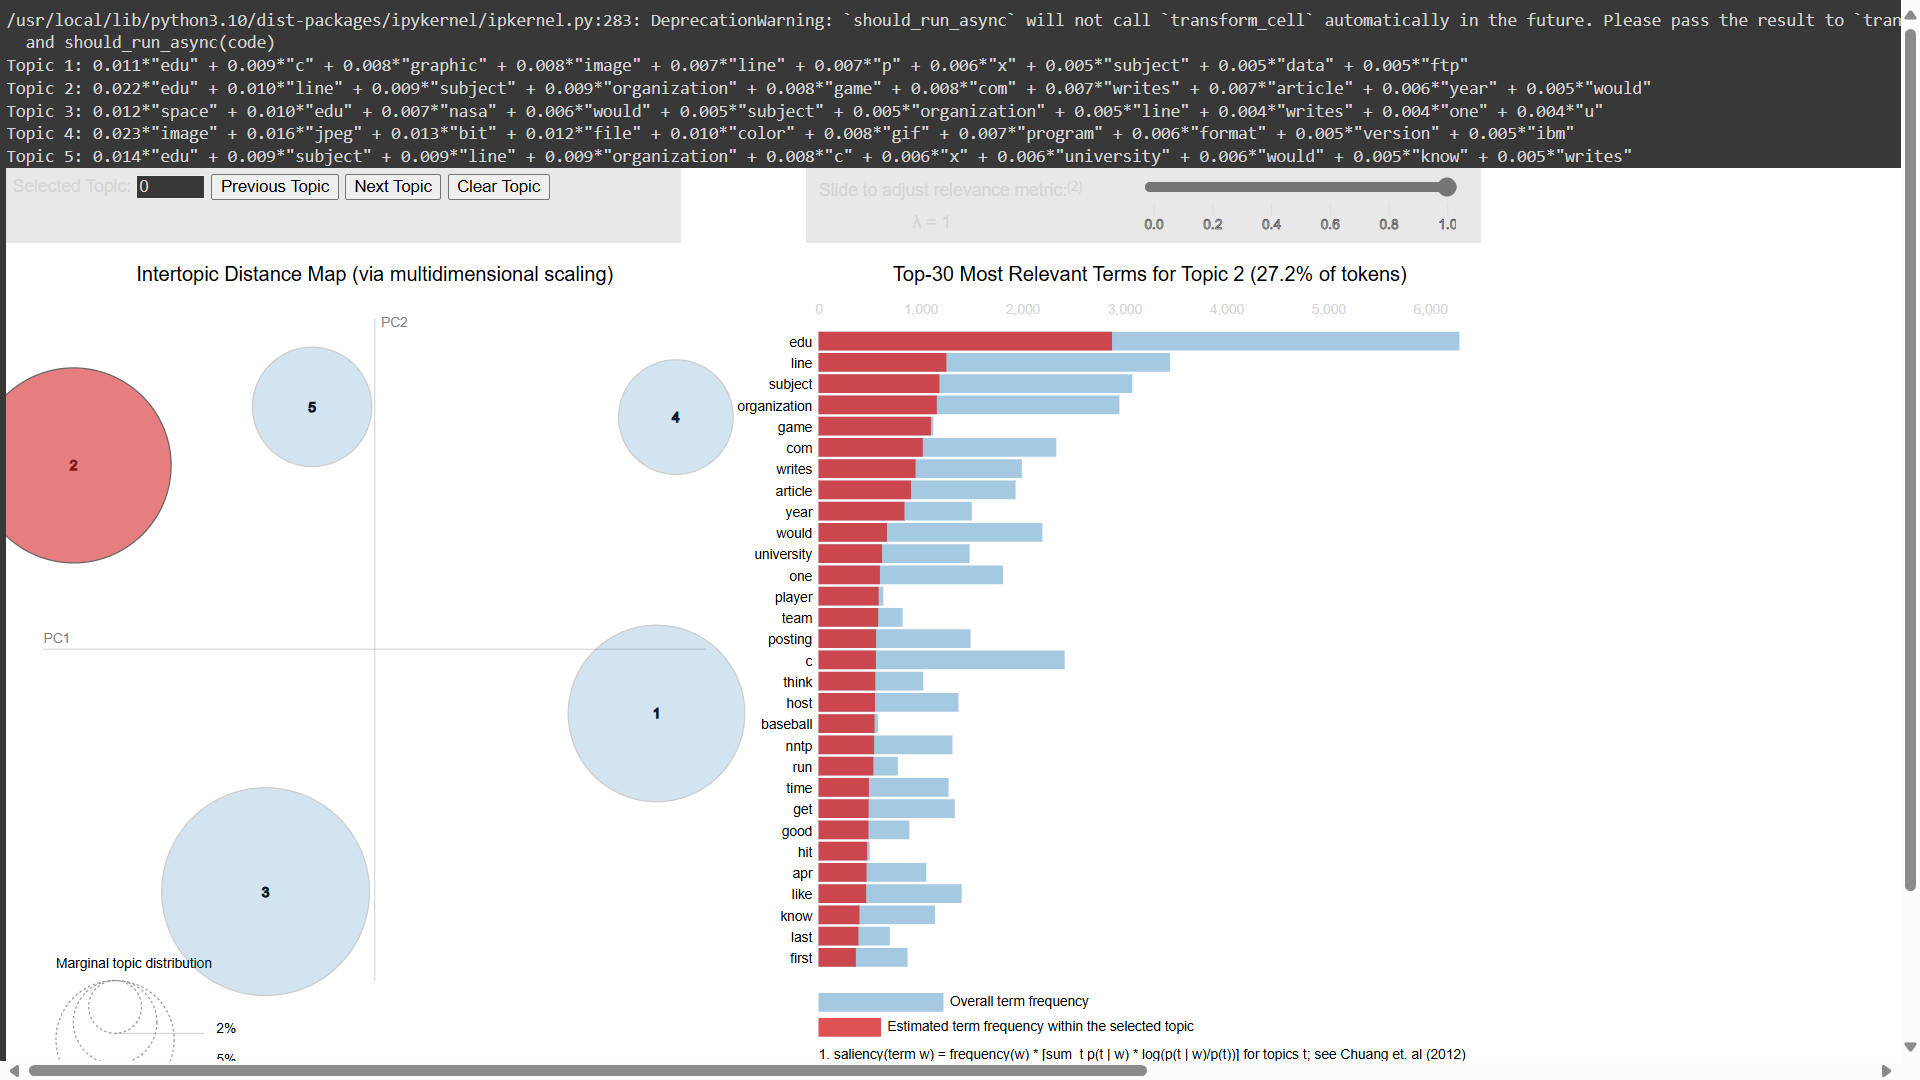 /usr/local/lib/python3.10/dist-packages/ipykernel/ipkernel.py:283: DeprecationWarning: `should_run_async` will not call `transform_cell` automatically in the future. Please pass the result to `tran
and should_run_async(code)
Topic 1: 0.011*"edu" + 0.009*"c" + 0.008*"graphic" + 0.008*"image" + 0.007*"line" + 0.007*"p" + 0.006*"x" + 0.005*"subject" + 0.005*"data" + 0.005*"ftp"
Topic 2: 0.022*"edu" + 0.010*"line" + 0.009*"subject" + 0.009*"organization" + 0.008*"game" + 0.008*"com" + 0.007*"writes" + 0.007*"article" + 0.006*"year" + 0.005*"would"
Topic 3: 0.012*"space" + 0.010*"edu" + 0.007*"nasa" + 0.006*"would" + 0.005*"subject" + 0.005*"organization" + 0.005*"line" + 0.004*"writes" + 0.004*"one" + 0.004*"u"
Topic 4: 0.023*"image" + 0.016*"jpeg" + 0.013*"bit" + 0.012*"file" + 0.010*"color" + 0.008*"gif" + 0.007*"program" + 0.006*"format" + 0.005*"version" + 0.005*"ibm"
Topic 5: 0.014*"edu" + 0.009*"subject" + 0.009*"line" + 0.009*"organization" + 0.008*"c" + 0.006*"x" + 0.006*"university" + 0.006*"would" + 0.005*"know" + 0.005*"writes"
Selected Topic: 0 Previous Topic Next Topic Clear Topic
Slide to adjust relevance metric:(2)
λ = 1
0.0 0.2 0.4 0.6 0.8 1.0
Intertopic Distance Map (via multidimensional scaling)
PC2
5
4
2
PC1
1
3
Marginal topic distribution
2%
5%
Top-30 Most Relevant Terms for Topic 2 (27.2% of tokens)
0 1,000 2,000 3,000 4,000 5,000 6,000
edu
line
subject
organization
game
com
writes
article
year
would
university
one
player
team
posting
c
think
host
baseball
nntp
run
time
get
good
hit
apr
like
know
last
first
Overall term frequency
Estimated term frequency within the selected topic
1. saliency(term w) = frequency(w) * [sum_t p(t | w) * log(p(t | w)/p(t))] for topics t; see Chuang et. al (2012)